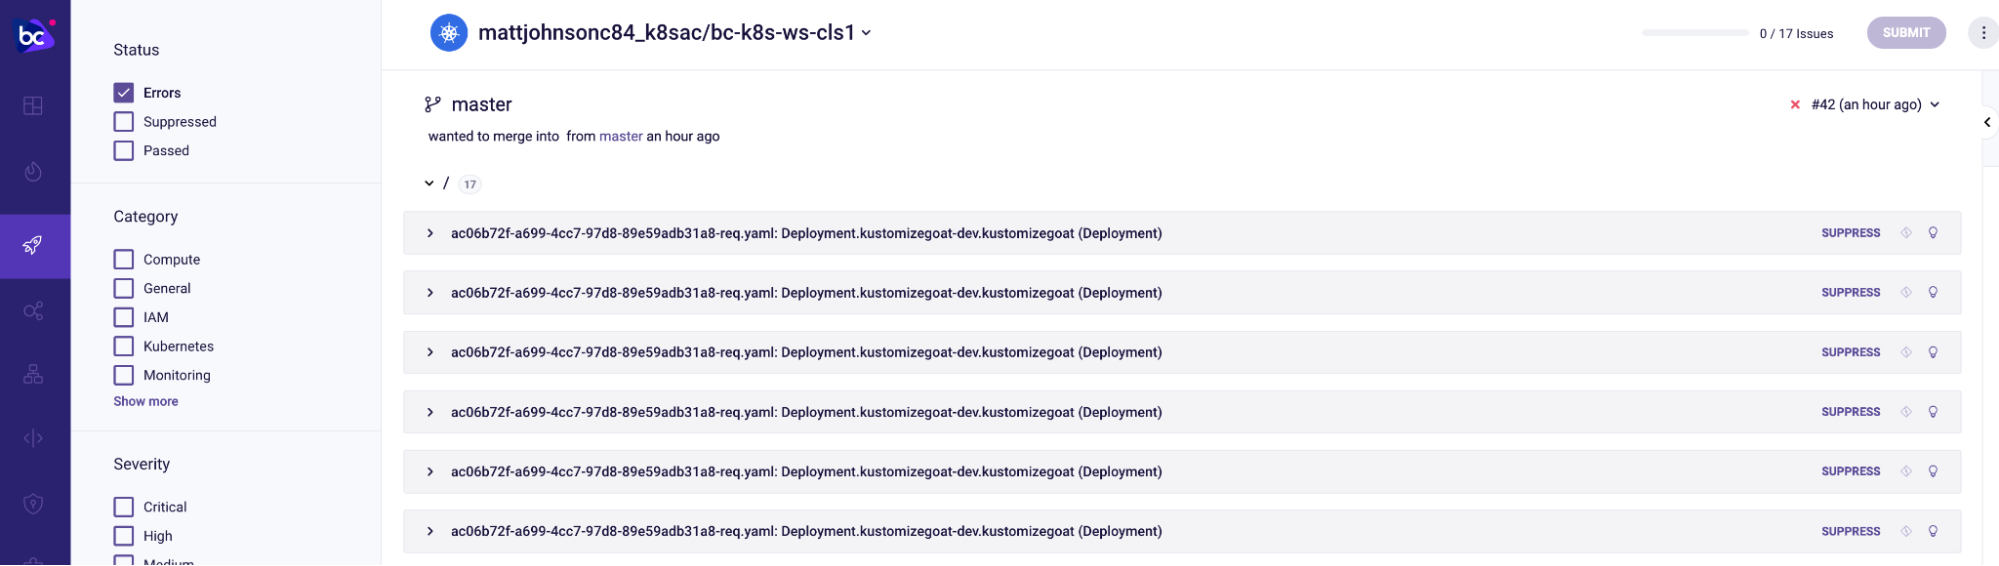 bc
Status
Errors
Suppressed
Passed
Category
Compute
General
IAM
Kubernetes
Monitoring
Show more
Severity
Critical
High
Medium
mattjohnsonc84_k8sac/bc-k8s-ws-cls1
0 / 17 Issues
SUBMIT
master
#42 (an hour ago)
wanted to merge into from master an hour ago
/ 17
ac06b72f-a699-4cc7-97d8-89e59adb31a8-req.yaml: Deployment.kustomizegoat-dev.kustomizegoat (Deployment) SUPPRESS
ac06b72f-a699-4cc7-97d8-89e59adb31a8-req.yaml: Deployment.kustomizegoat-dev.kustomizegoat (Deployment) SUPPRESS
ac06b72f-a699-4cc7-97d8-89e59adb31a8-req.yaml: Deployment.kustomizegoat-dev.kustomizegoat (Deployment) SUPPRESS
ac06b72f-a699-4cc7-97d8-89e59adb31a8-req.yaml: Deployment.kustomizegoat-dev.kustomizegoat (Deployment) SUPPRESS
ac06b72f-a699-4cc7-97d8-89e59adb31a8-req.yaml: Deployment.kustomizegoat-dev.kustomizegoat (Deployment) SUPPRESS
ac06b72f-a699-4cc7-97d8-89e59adb31a8-req.yaml: Deployment.kustomizegoat-dev.kustomizegoat (Deployment) SUPPRESS